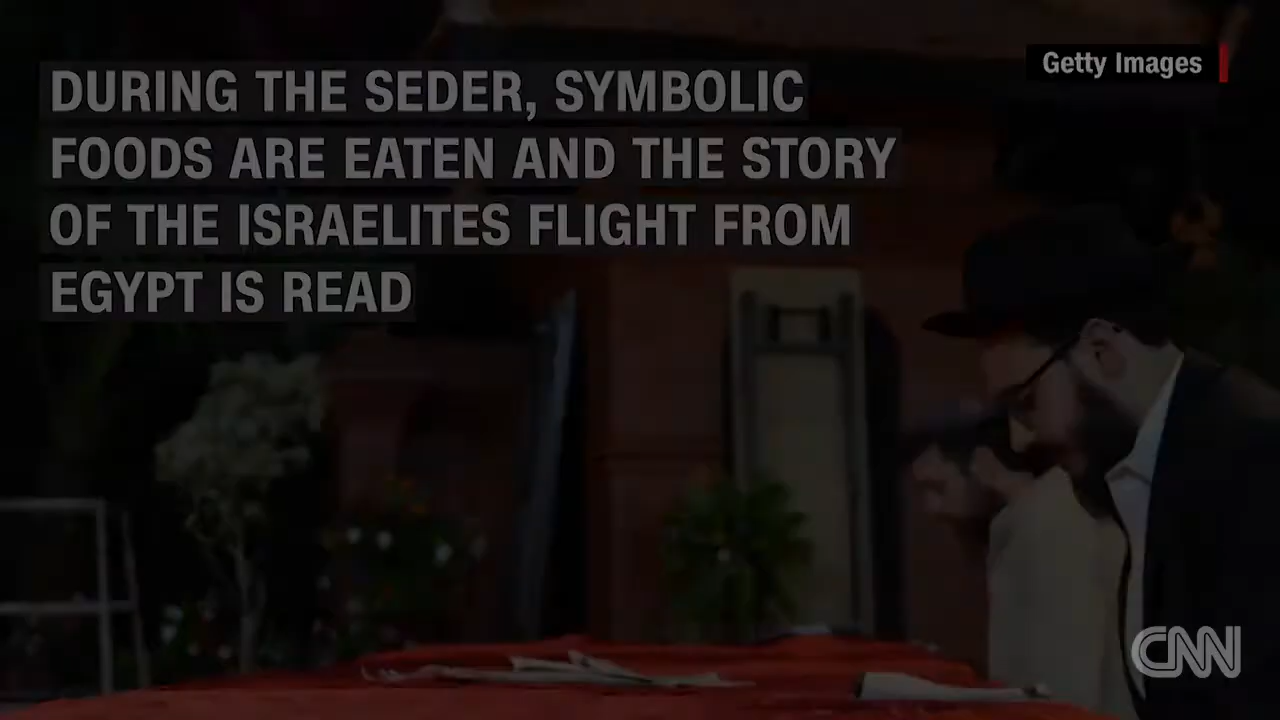 DURING THE SEDER, SYMBOLIC
FOODS ARE EATEN AND THE STORY
OF THE ISRAELITES FLIGHT FROM
EGYPT IS READ
Getty Images
CNN